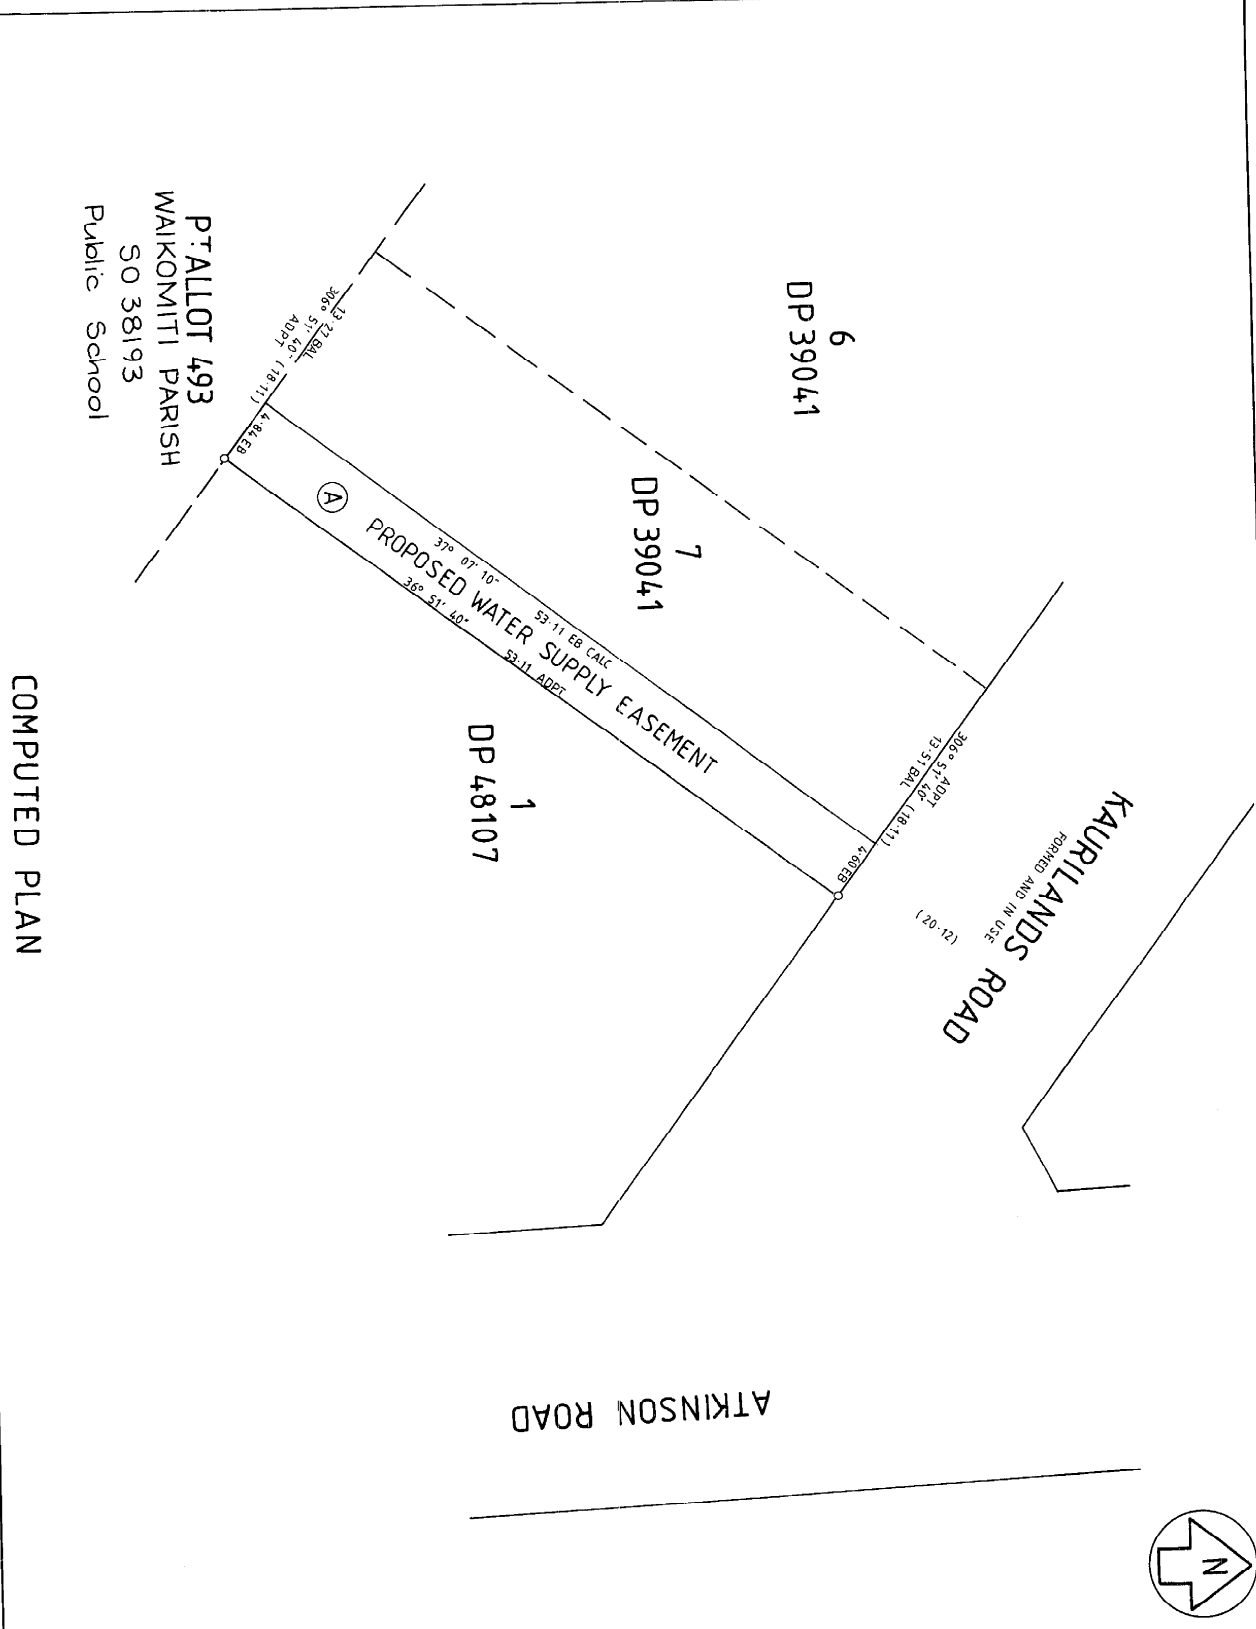 6
DP 39041
7
DP 39041
1
DP 48107
PT ALLOT 493
WAIKOMITI PARISH
SO 38193
Public School
13·27 BAL
306° 51' 40" (18·11)
ADPT
4·84 EB
A
PROPOSED WATER SUPPLY EASEMENT
37° 07' 10"
53·11 EB CALC
36° 51' 40"
53·11 ADPT
306° 51' 40" (18·11)
ADPT
13·51 BAL
4·60 EB
KAURILANDS ROAD
FORMED AND IN USE
(20·12)
ATKINSON ROAD
COMPUTED PLAN
N